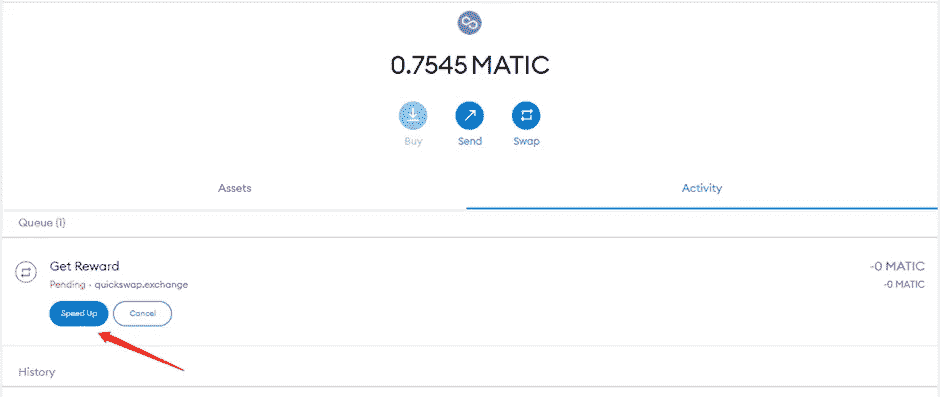 0.7545 MATIC
Buy Send Swap
Assets Activity
Queue (1)
Get Reward -0 MATIC
Pending - quickswap.exchange -0 MATIC
Speed Up Cancel
History